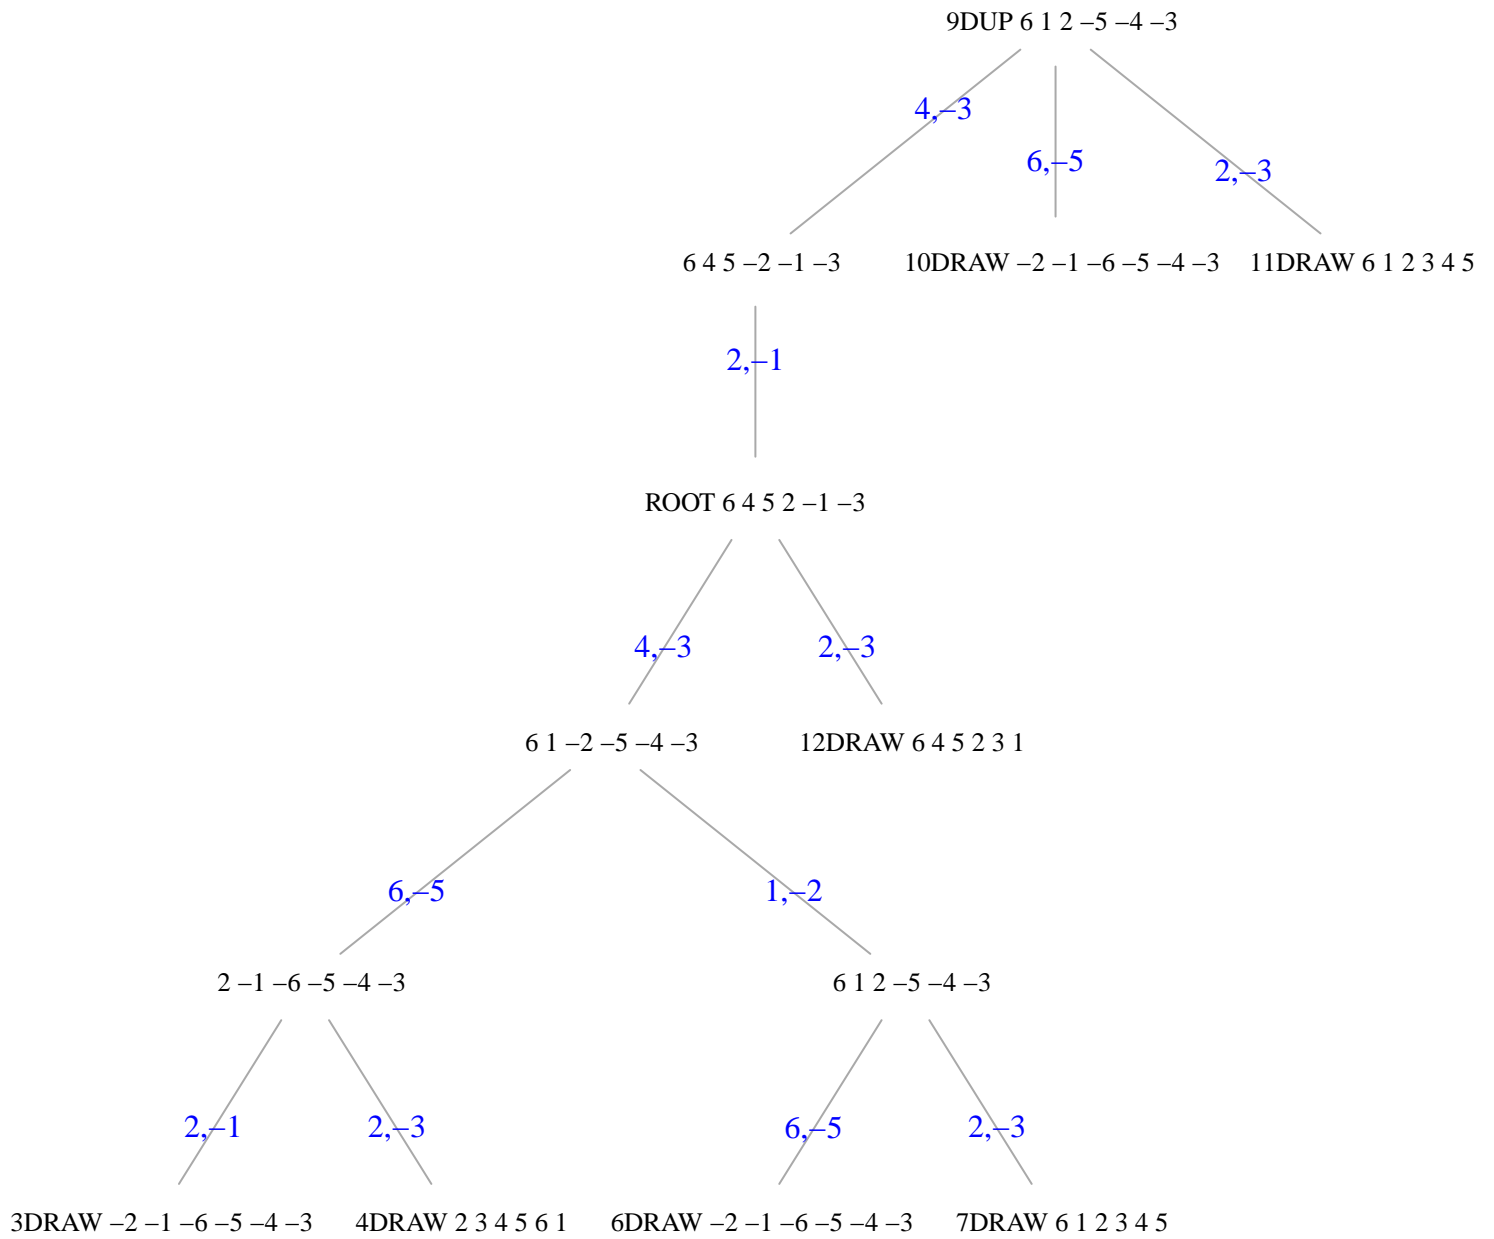 9DUP 6 1 2 –5 –4 –3
4,–3
6,–5
2,–3
6 4 5 –2 –1 –3
10DRAW –2 –1 –6 –5 –4 –3
11DRAW 6 1 2 3 4 5
2,–1
ROOT 6 4 5 2 –1 –3
4,–3
2,–3
6 1 –2 –5 –4 –3
12DRAW 6 4 5 2 3 1
6,–5
1,–2
2 –1 –6 –5 –4 –3
6 1 2 –5 –4 –3
2,–1
2,–3
6,–5
2,–3
3DRAW –2 –1 –6 –5 –4 –3
4DRAW 2 3 4 5 6 1
6DRAW –2 –1 –6 –5 –4 –3
7DRAW 6 1 2 3 4 5